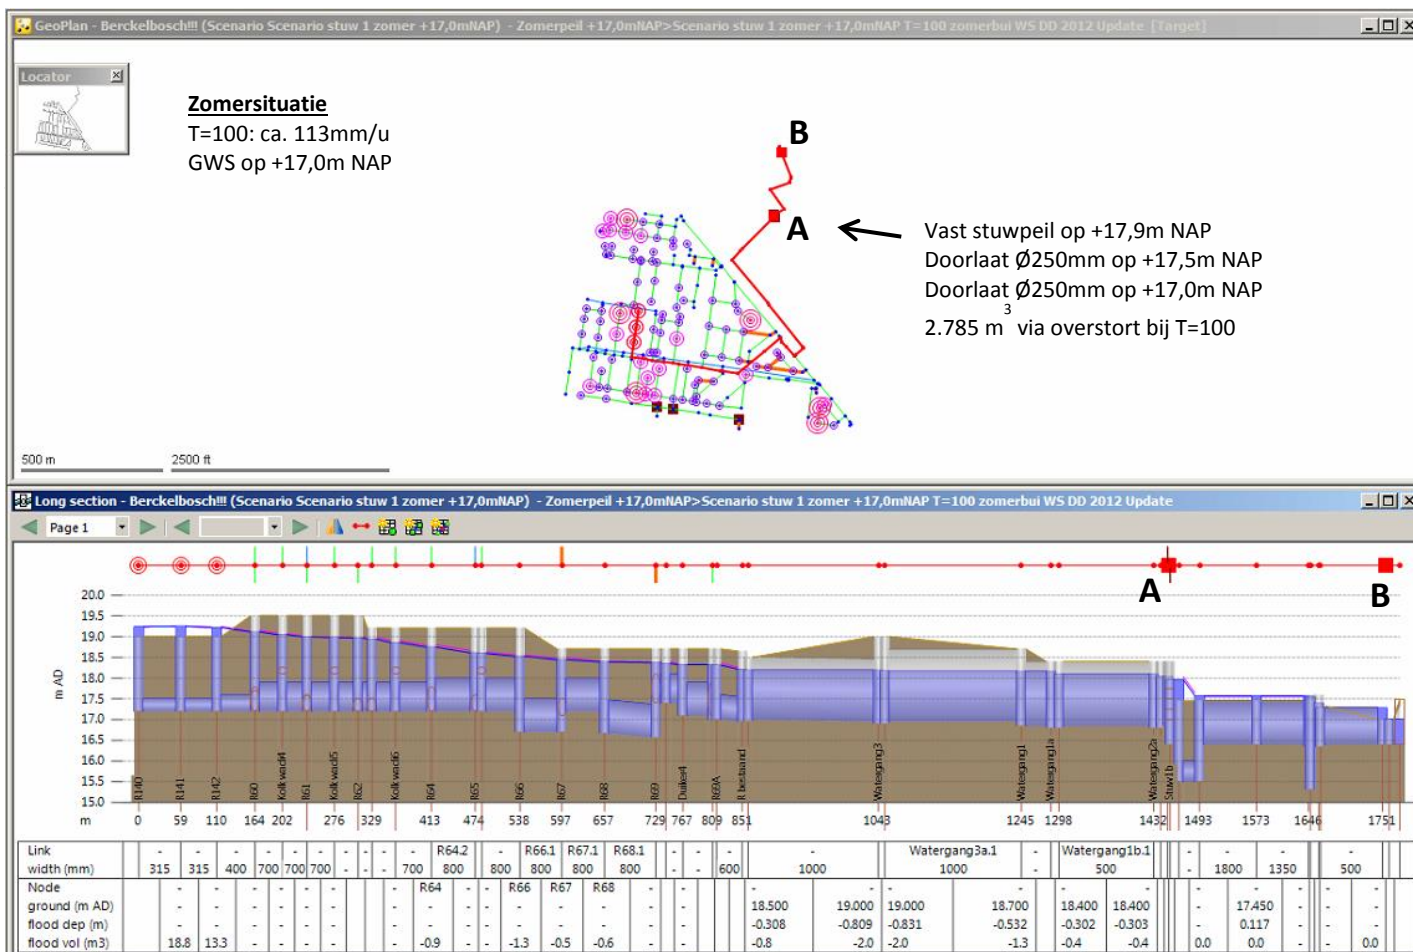 GeoPlan - Berckelbosch!!! (Scenario Scenario stuw 1 zomer +17,0mNAP) - Zomerpeil +17,0mNAP>Scenario stuw 1 zomer +17,0mNAP T=100 zomerbui WS DD 2012 Update [Target]
Locator
Zomersituatie
T=100: ca. 113mm/u
GWS op +17,0m NAP
B
A
Vast stuwpeil op +17,9m NAP
Doorlaat Ø250mm op +17,5m NAP
Doorlaat Ø250mm op +17,0m NAP
2.785 m3 via overstort bij T=100
500 m 2500 ft
Long section - Berckelbosch!!! (Scenario Scenario stuw 1 zomer +17,0mNAP) - Zomerpeil +17,0mNAP>Scenario stuw 1 zomer +17,0mNAP T=100 zomerbui WS DD 2012 Update
Page 1
A B
20.0
19.5
19.0
18.5
18.0
17.5
17.0
16.5
16.0
15.5
15.0
m AD
R140 R141 R142 R60 Kolkwadi4 R61 Kolkwadi5 R62 Kolkwadi6 R64 R65 R66 R67 R68 R69 Duiker4 R69A R bestaand Watergang3 Watergang1 Watergang1a Watergang2a Stuw1b
m 0 59 110 164 202 276 329 413 474 538 597 657 729 767 809 851 1043 1245 1298 1432 1493 1573 1646 1751
Link - - - - - - - - - - R64.2 - R66.1 R67.1 R68.1 - - - - - Watergang3a.1 - Watergang1b.1 - - - - - -
width (mm) 315 315 400 700 700 700 - - - 700 800 800 800 800 800 - - 600 1000 1000 - 500 - 1800 1350 500
Node - - - - - - - - - R64 - R66 R67 R68 - - - - - - - - - - - -
ground (m AD) - - - - - - - - - - - - - - - - - 18.500 19.000 19.000 18.700 18.400 18.400 - 17.450 -
flood dep (m) - - - - - - - - - - - - - - - - - -0.308 -0.809 -0.831 -0.532 -0.302 -0.303 - 0.117 -
flood vol (m3) 18.8 13.3 - - - - - - - -0.9 - -1.3 -0.5 -0.6 - - - -0.8 -2.0 -2.0 -1.3 -0.4 -0.4 0.0 0.0 0.0